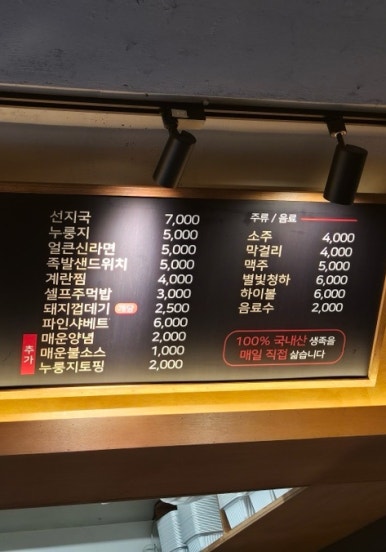 선지국 7,000
누룽지 5,000
얼큰신라면 5,000
족발샌드위치 5,000
계란찜 4,000
셀프주먹밥 3,000
돼지껍데기 개당 2,500
파인샤베트 6,000
추가
매운양념 2,000
매운불소스 1,000
누룽지토핑 2,000
주류 / 음료
소주 4,000
막걸리 4,000
맥주 5,000
별빛청하 6,000
하이볼 6,000
음료수 2,000
100% 국내산 생족을
매일 직접 삶습니다